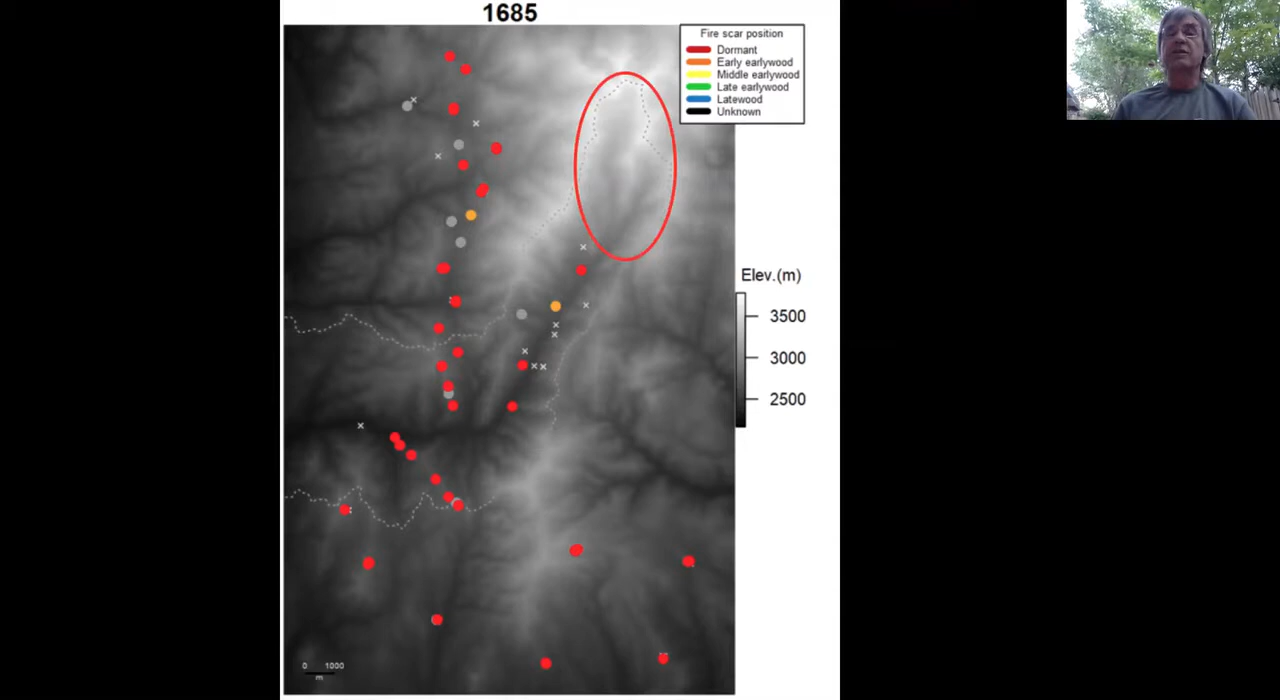 1685
Fire scar position
Dormant
Early earlywood
Middle earlywood
Late earlywood
Latewood
Unknown
Elev.(m)
3500
3000
2500
0 1000
m